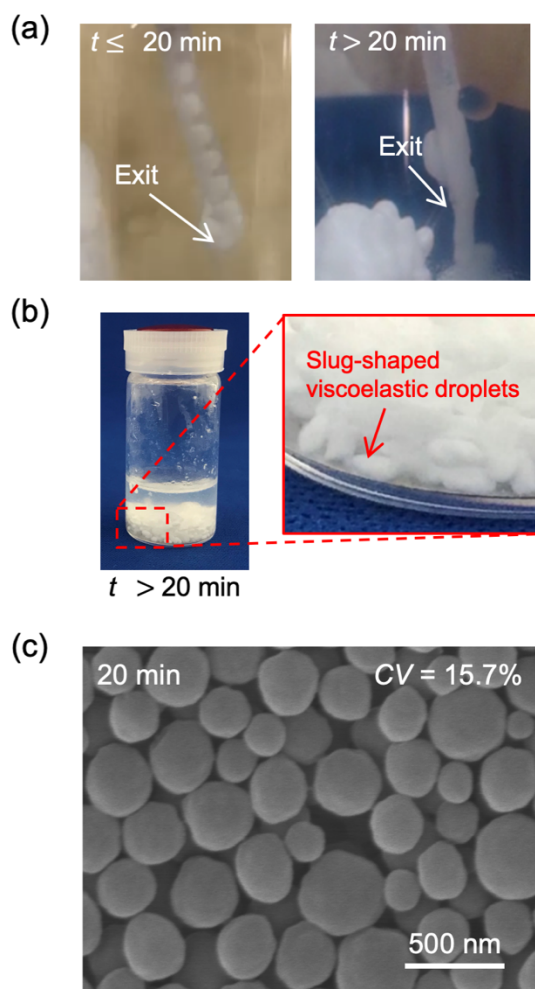 (a)
t ≤ 20 min
t > 20 min
Exit
Exit
(b)
Slug-shaped
viscoelastic droplets
t > 20 min
(c)
20 min
CV = 15.7%
500 nm